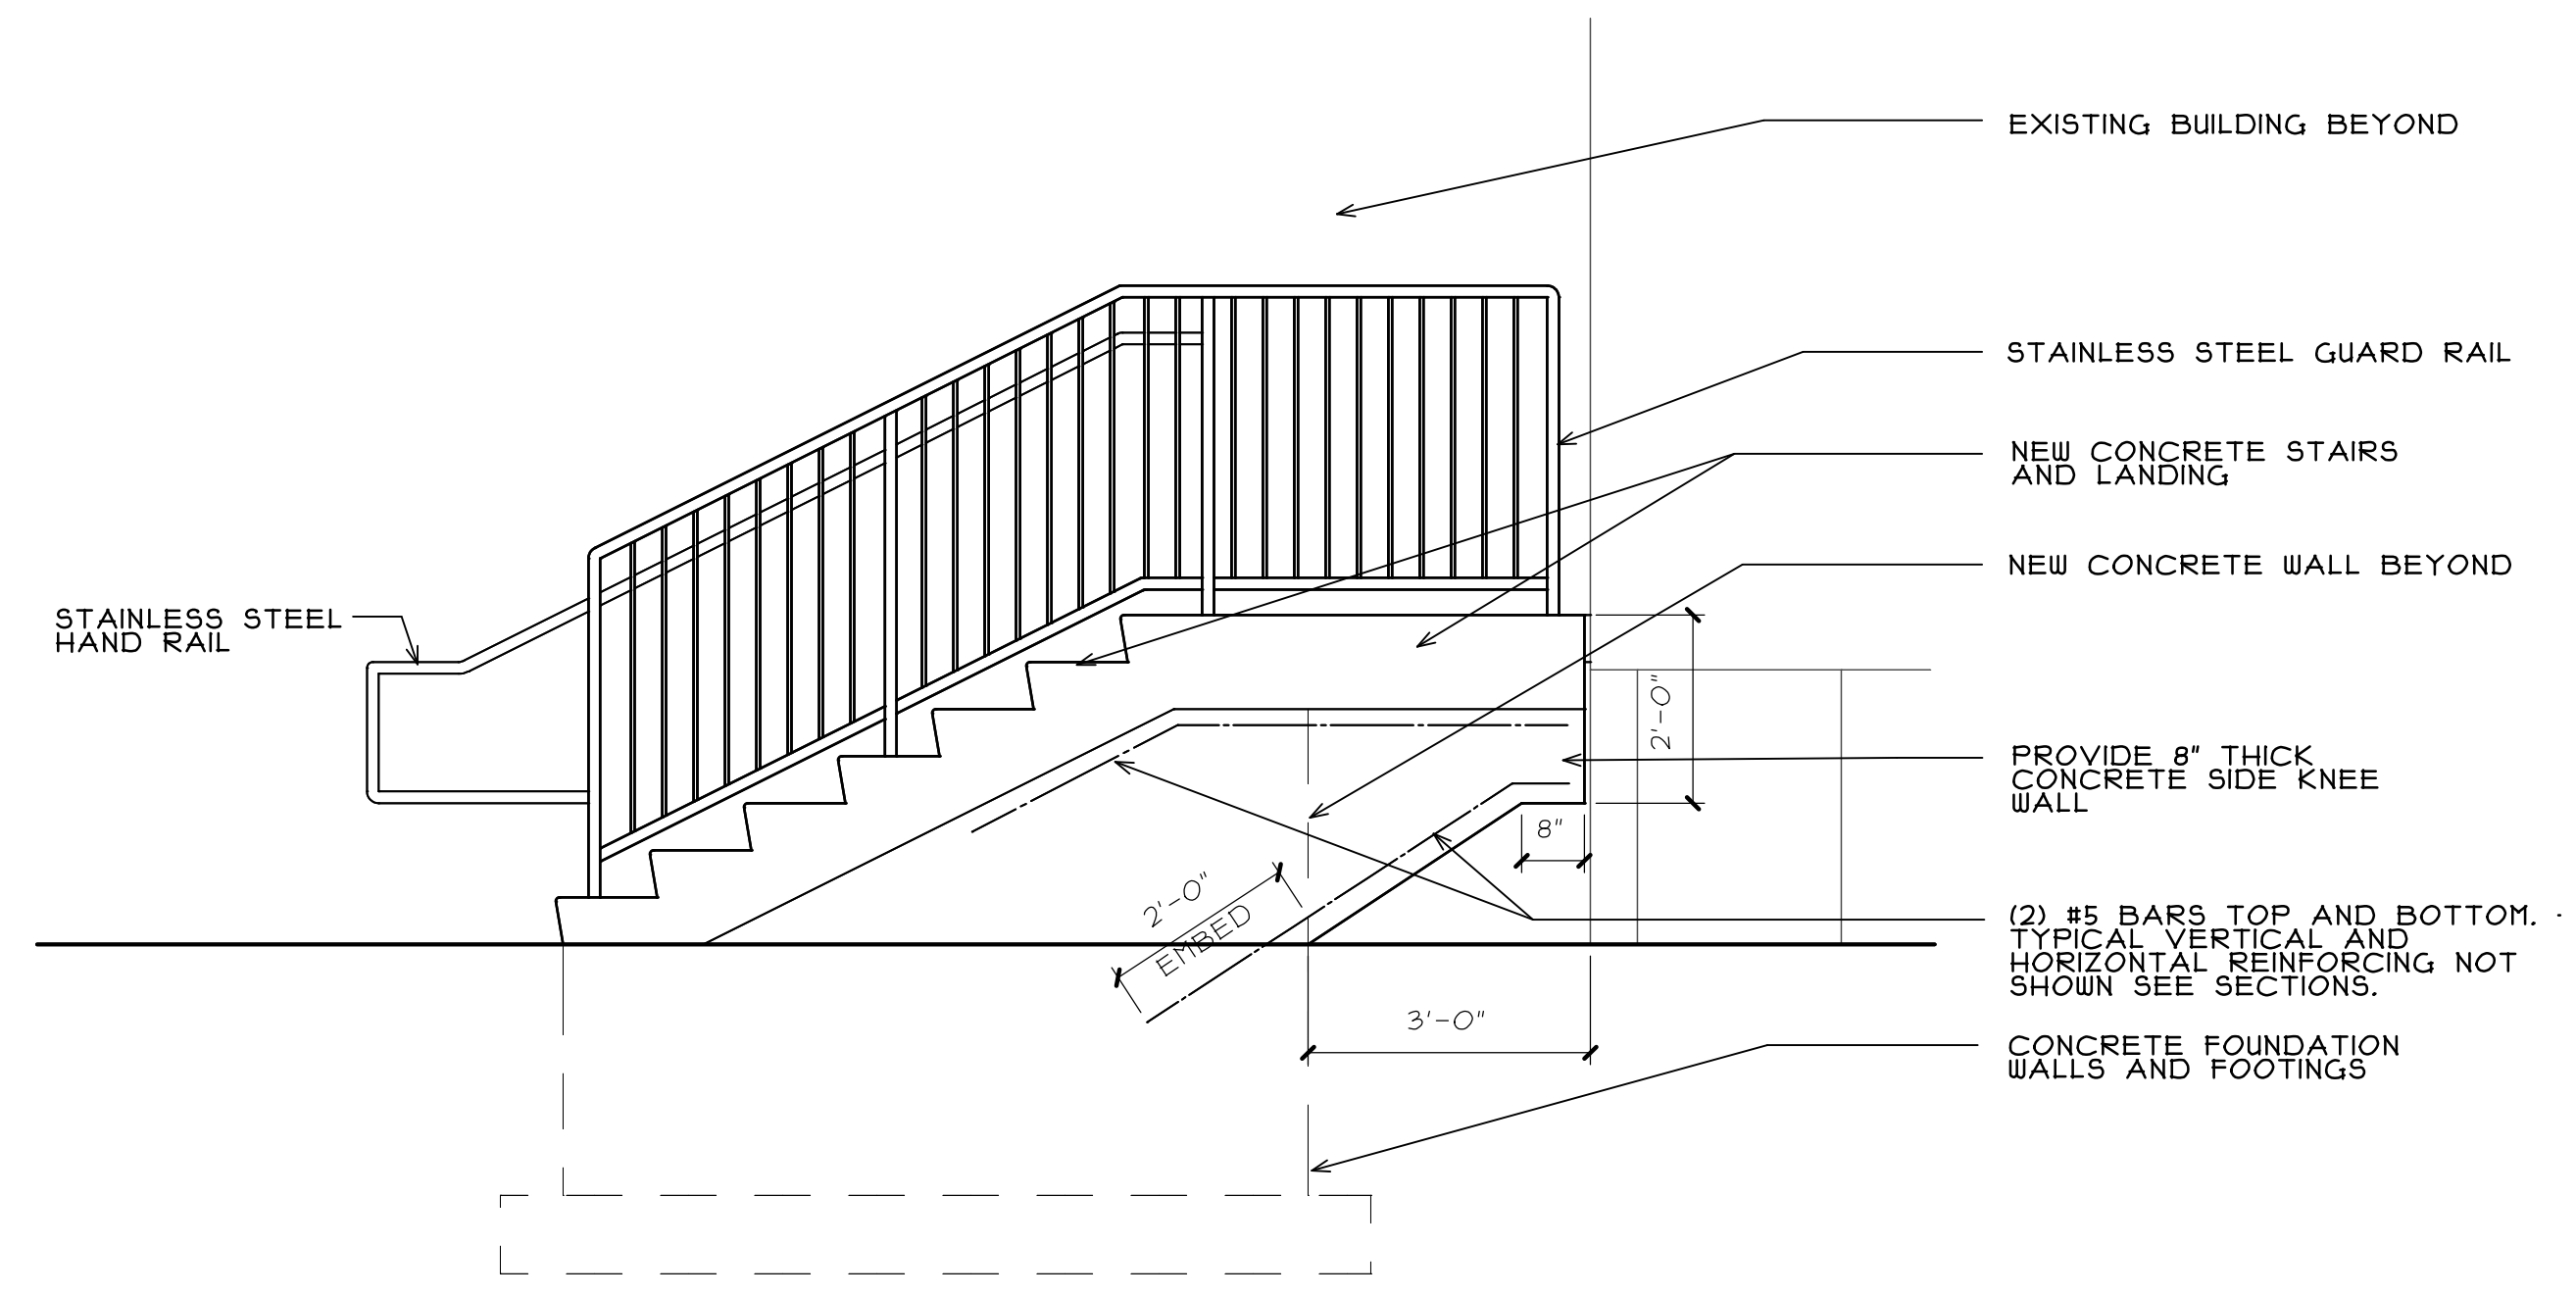 EXISTING BUILDING BEYOND
STAINLESS STEEL GUARD RAIL
NEW CONCRETE STAIRS
AND LANDING
NEW CONCRETE WALL BEYOND
STAINLESS STEEL
HAND RAIL
2'-0"
PROVIDE 8" THICK
CONCRETE SIDE KNEE
WALL
8"
2'-0"
EMBED
(2) #5 BARS TOP AND BOTTOM.
TYPICAL VERTICAL AND
HORIZONTAL REINFORCING NOT
SHOWN SEE SECTIONS.
3'-0"
CONCRETE FOUNDATION
WALLS AND FOOTINGS